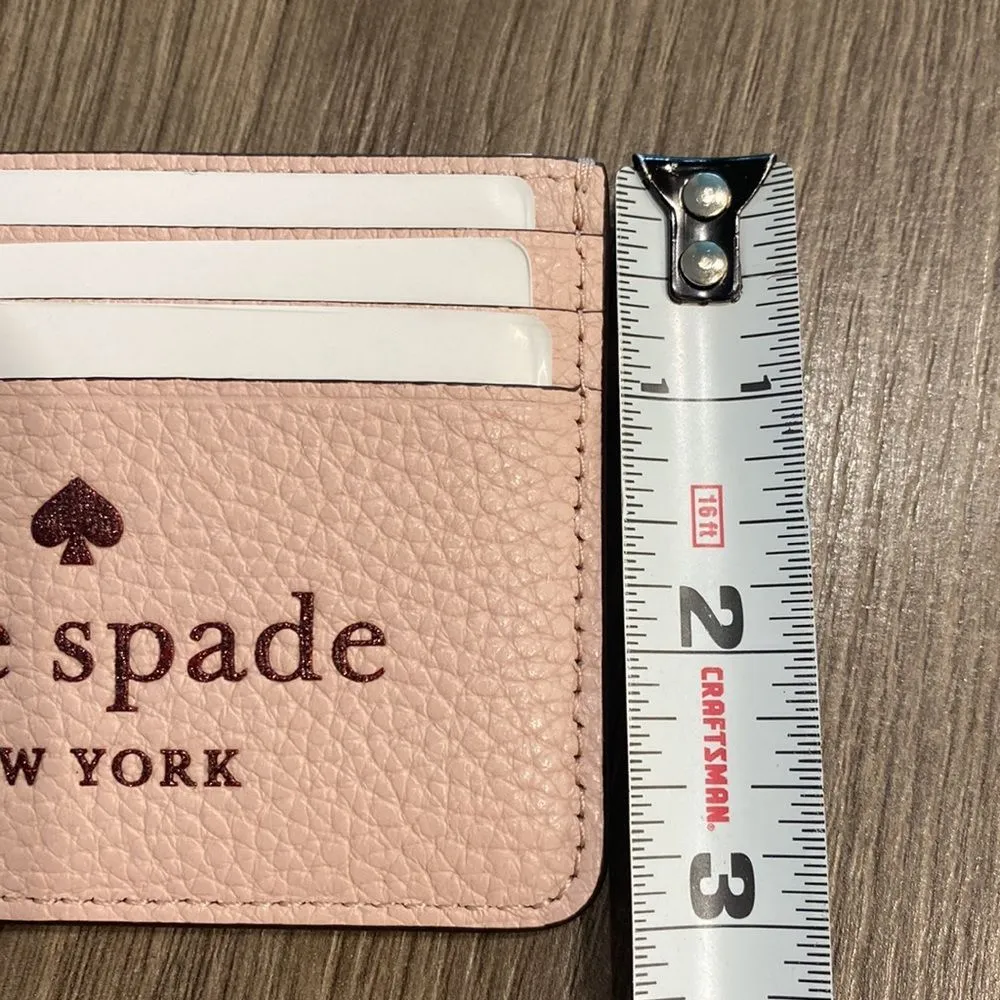 e spade
W YORK
1 1
16 ft
2
CRAFTSMAN®
3